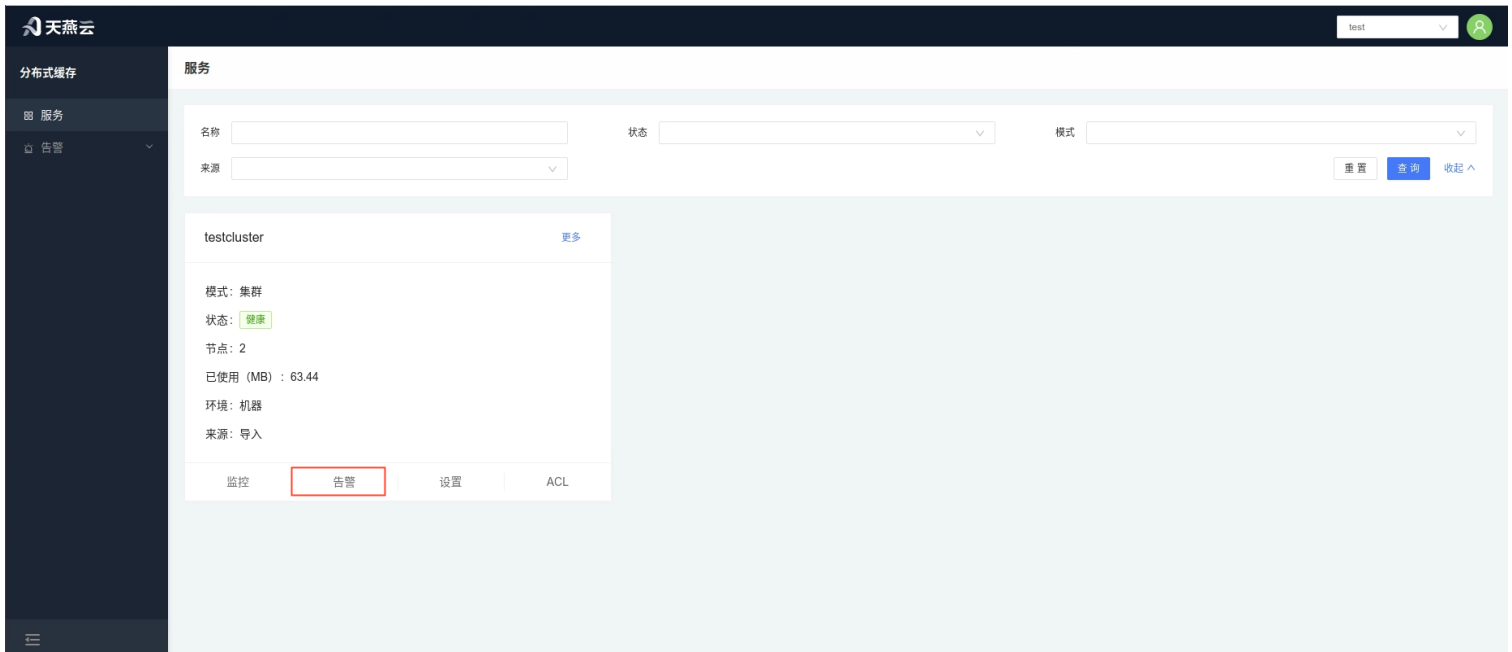 天燕云
test
分布式缓存
服务
服务
告警
名称
状态
模式
来源
重置
查询
收起
testcluster
更多
模式：集群
状态：健康
节点：2
已使用（MB）：63.44
环境：机器
来源：导入
监控
告警
设置
ACL